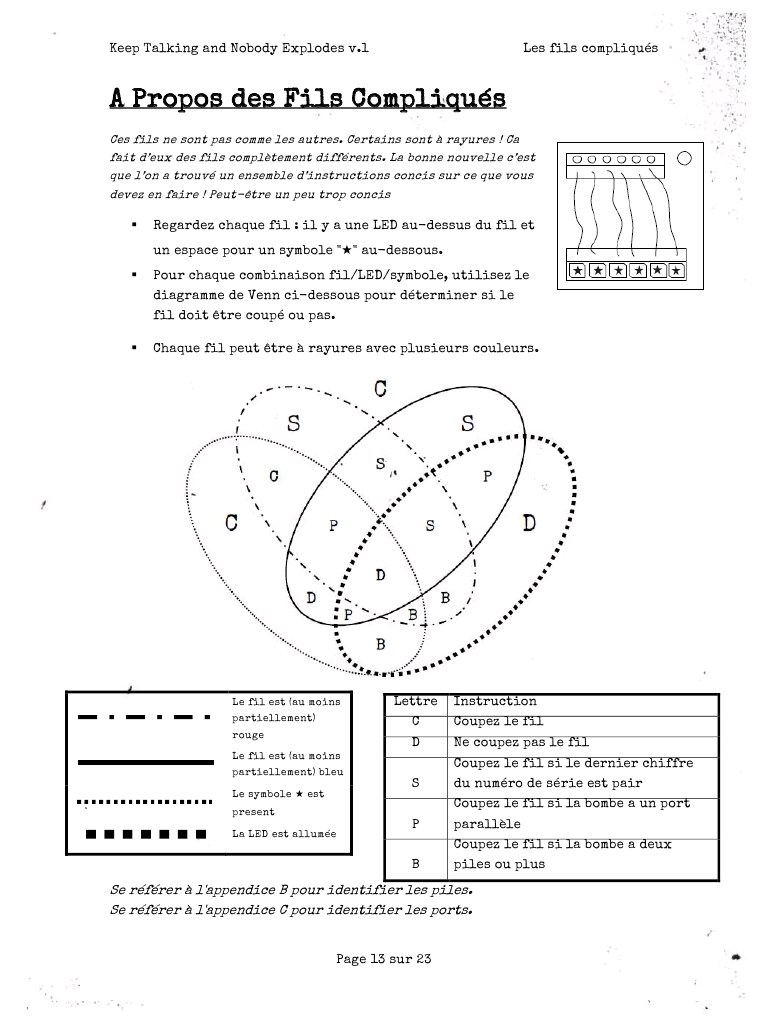 Keep Talking and Nobody Explodes v.1
Les fils compliqués
A Propos des Fils Compliqués
Ces fils ne sont pas comme les autres. Certains sont à rayures ! Ca
fait d'eux des fils complètement différents. La bonne nouvelle c'est
que l'on a trouvé un ensemble d'instructions concis sur ce que vous
devez en faire ! Peut-être un peu trop concis
▪ Regardez chaque fil : il y a une LED au-dessus du fil et
un espace pour un symbole "★" au-dessous.
▪ Pour chaque combinaison fil/LED/symbole, utilisez le
diagramme de Venn ci-dessous pour déterminer si le
fil doit être coupé ou pas.
▪ Chaque fil peut être à rayures avec plusieurs couleurs.
★ ★ ★ ★ ★ ★
C
S S
S
C P
P S
C D
D
D B
P B
B
Le fil est (au moins
partiellement)
rouge
Le fil est (au moins
partiellement) bleu
Le symbole ★ est
present
La LED est allumée
Lettre Instruction
C Coupez le fil
D Ne coupez pas le fil
Coupez le fil si le dernier chiffre
S du numéro de série est pair
Coupez le fil si la bombe a un port
P parallèle
Coupez le fil si la bombe a deux
B piles ou plus
Se référer à l'appendice B pour identifier les piles.
Se référer à l'appendice C pour identifier les ports.
Page 13 sur 23